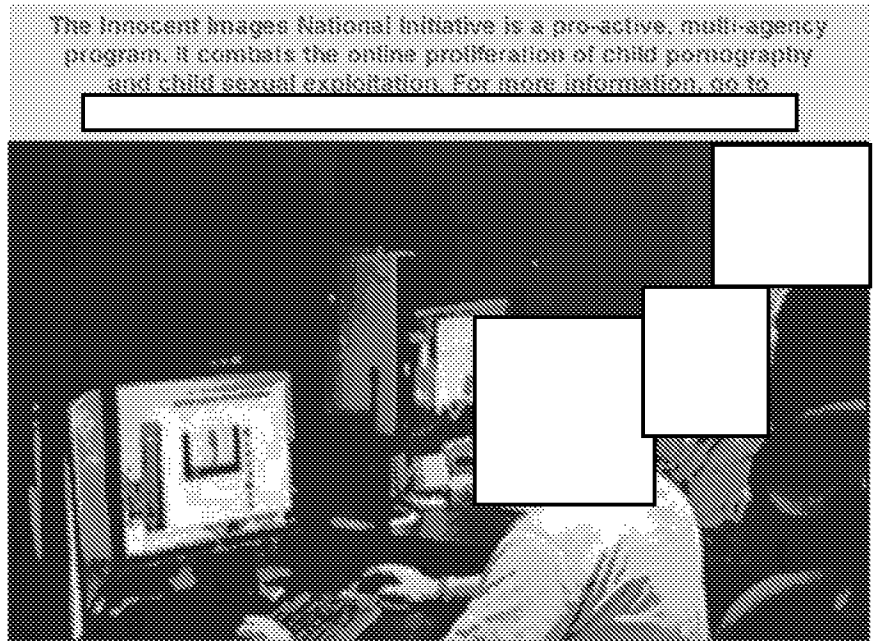 The Innocent Images National Initiative is a pro-active, multi-agency
program. It combats the online proliferation of child pornography
and child sexual exploitation. For more information, go to